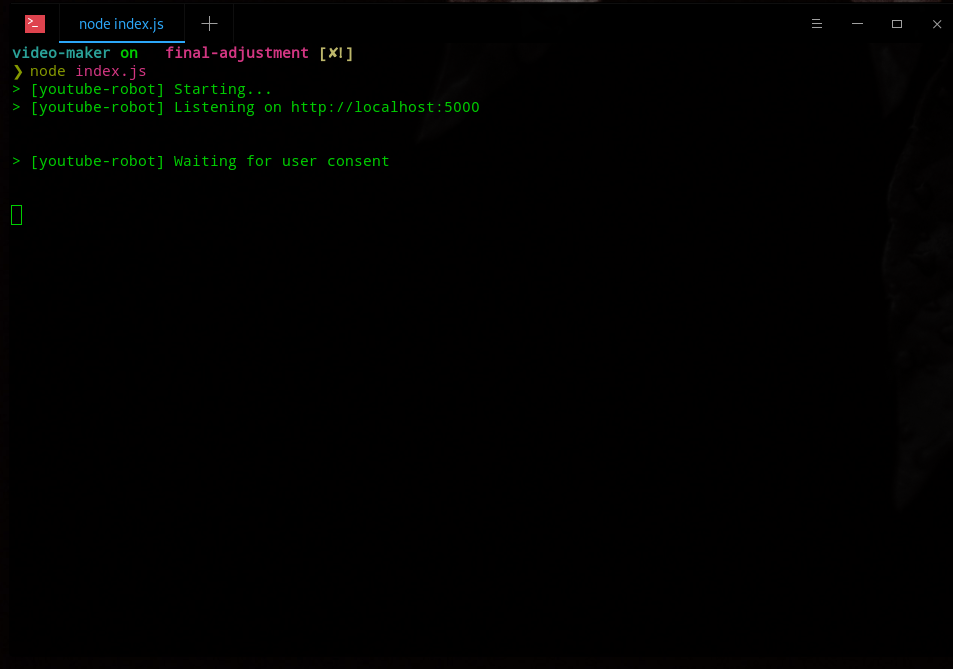 node index.js
video-maker on final-adjustment [✘!]
❯ node index.js
> [youtube-robot] Starting...
> [youtube-robot] Listening on http://localhost:5000
> [youtube-robot] Waiting for user consent